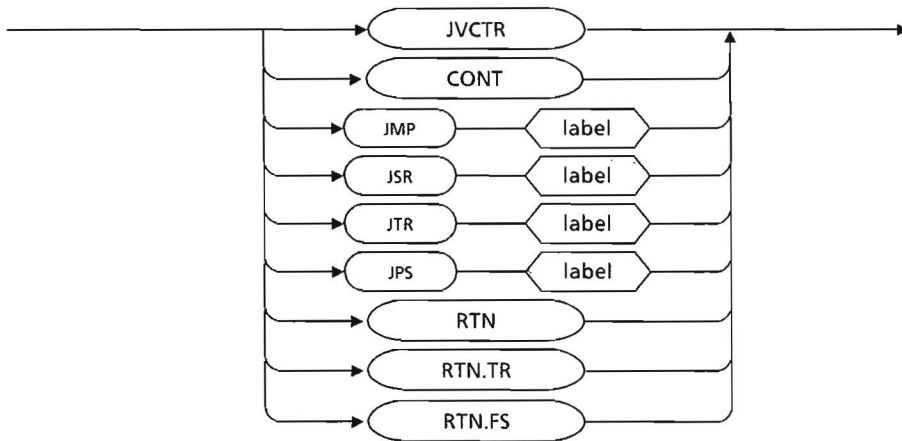 JVCTR
CONT
JMP label
JSR label
JTR label
JPS label
RTN
RTN.TR
RTN.FS